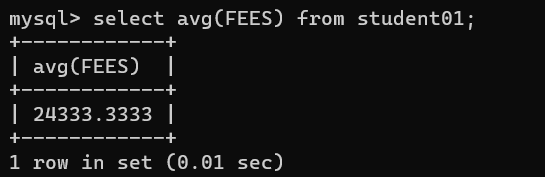 mysql> select avg(FEES) from student01;
+------------+
| avg(FEES)  |
+------------+
| 24333.3333 |
+------------+
1 row in set (0.01 sec)